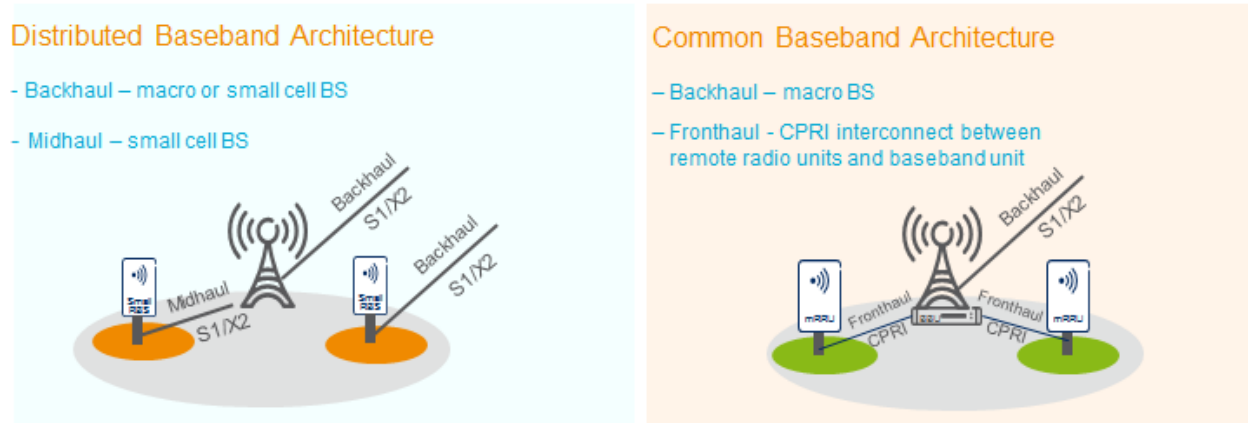 Distributed Baseband Architecture
- Backhaul – macro or small cell BS
- Midhaul – small cell BS
Backhaul
S1/X2
Backhaul
S1/X2
Small
RBS
Midhaul
S1/X2
Small
RBS
Common Baseband Architecture
– Backhaul – macro BS
– Fronthaul - CPRI interconnect between
remote radio units and baseband unit
Backhaul
S1/X2
mRRU
Fronthaul
CPRI
Fronthaul
CPRI
mRRU